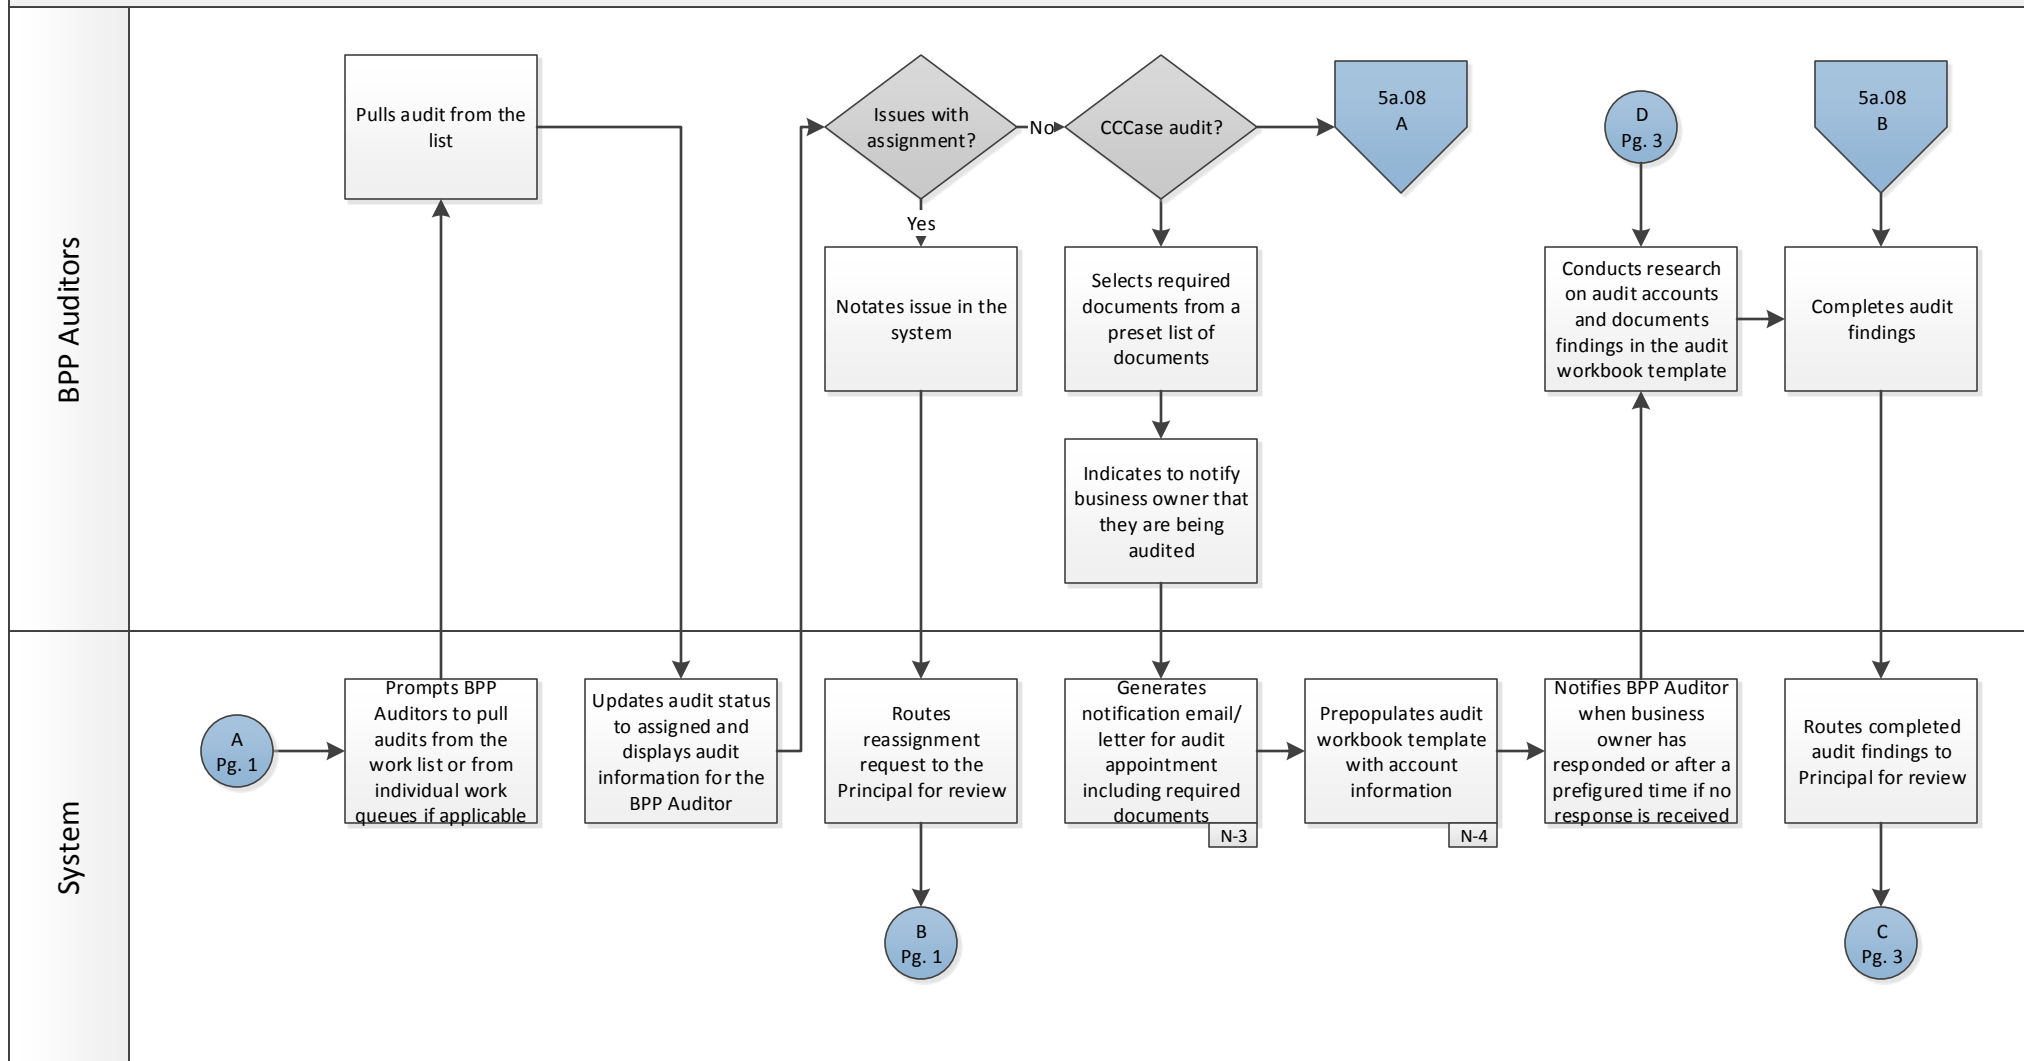 BPP Auditors
Pulls audit from the
list
Issues with
assignment?
No
CCCase audit?
5a.08
A
D
Pg. 3
5a.08
B
Yes
Notates issue in the
system
Selects required
documents from a
preset list of
documents
Conducts research
on audit accounts
and documents
findings in the audit
workbook template
Completes audit
findings
Indicates to notify
business owner that
they are being
audited
System
A
Pg. 1
Prompts BPP
Auditors to pull
audits from the
work list or from
individual work
queues if applicable
Updates audit status
to assigned and
displays audit
information for the
BPP Auditor
Routes
reassignment
request to the
Principal for review
Generates
notification email/
letter for audit
appointment
including required
documents
N-3
Prepopulates audit
workbook template
with account
information
N-4
Notifies BPP Auditor
when business
owner has
responded or after a
prefigured time if no
response is received
Routes completed
audit findings to
Principal for review
B
Pg. 1
C
Pg. 3